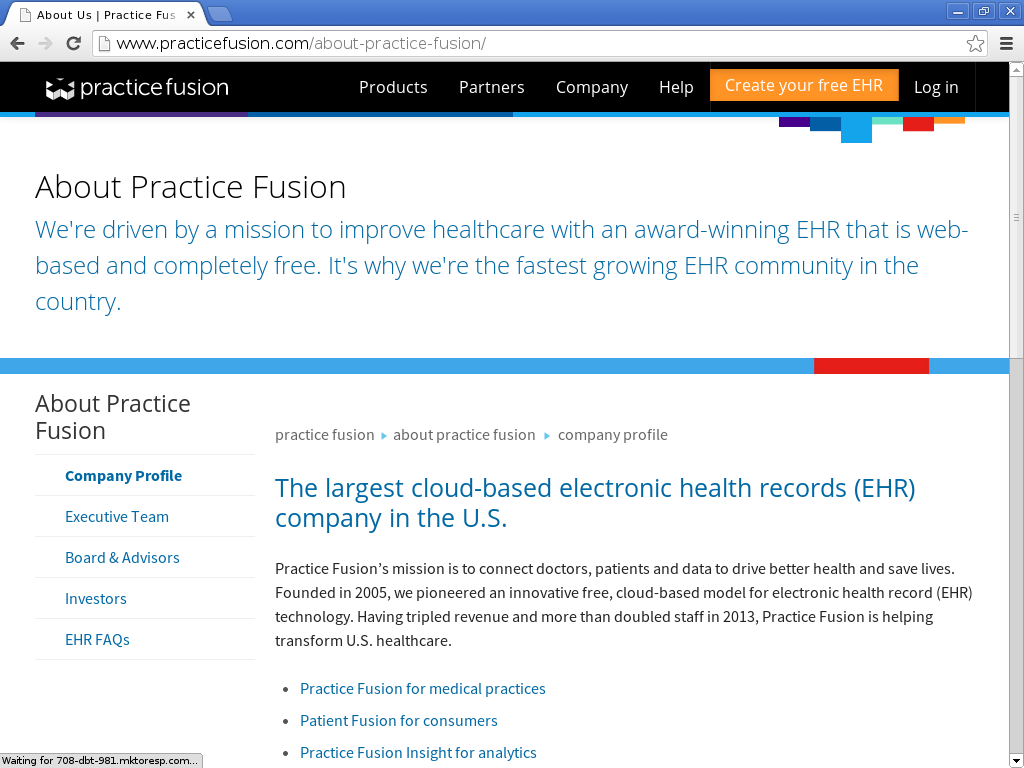 About Us | Practice Fus
www.practicefusion.com/about-practice-fusion/
practice fusion
Products
Partners
Company
Help
Create your free EHR
Log in
About Practice Fusion
We're driven by a mission to improve healthcare with an award-winning EHR that is web-
based and completely free. It's why we're the fastest growing EHR community in the
country.
About Practice
Fusion
Company Profile
Executive Team
Board & Advisors
Investors
EHR FAQs
practice fusion about practice fusion company profile
The largest cloud-based electronic health records (EHR)
company in the U.S.
Practice Fusion’s mission is to connect doctors, patients and data to drive better health and save lives.
Founded in 2005, we pioneered an innovative free, cloud-based model for electronic health record (EHR)
technology. Having tripled revenue and more than doubled staff in 2013, Practice Fusion is helping
transform U.S. healthcare.
Practice Fusion for medical practices
Patient Fusion for consumers
Practice Fusion Insight for analytics
Waiting for 708-dbt-981.mktoresp.com...